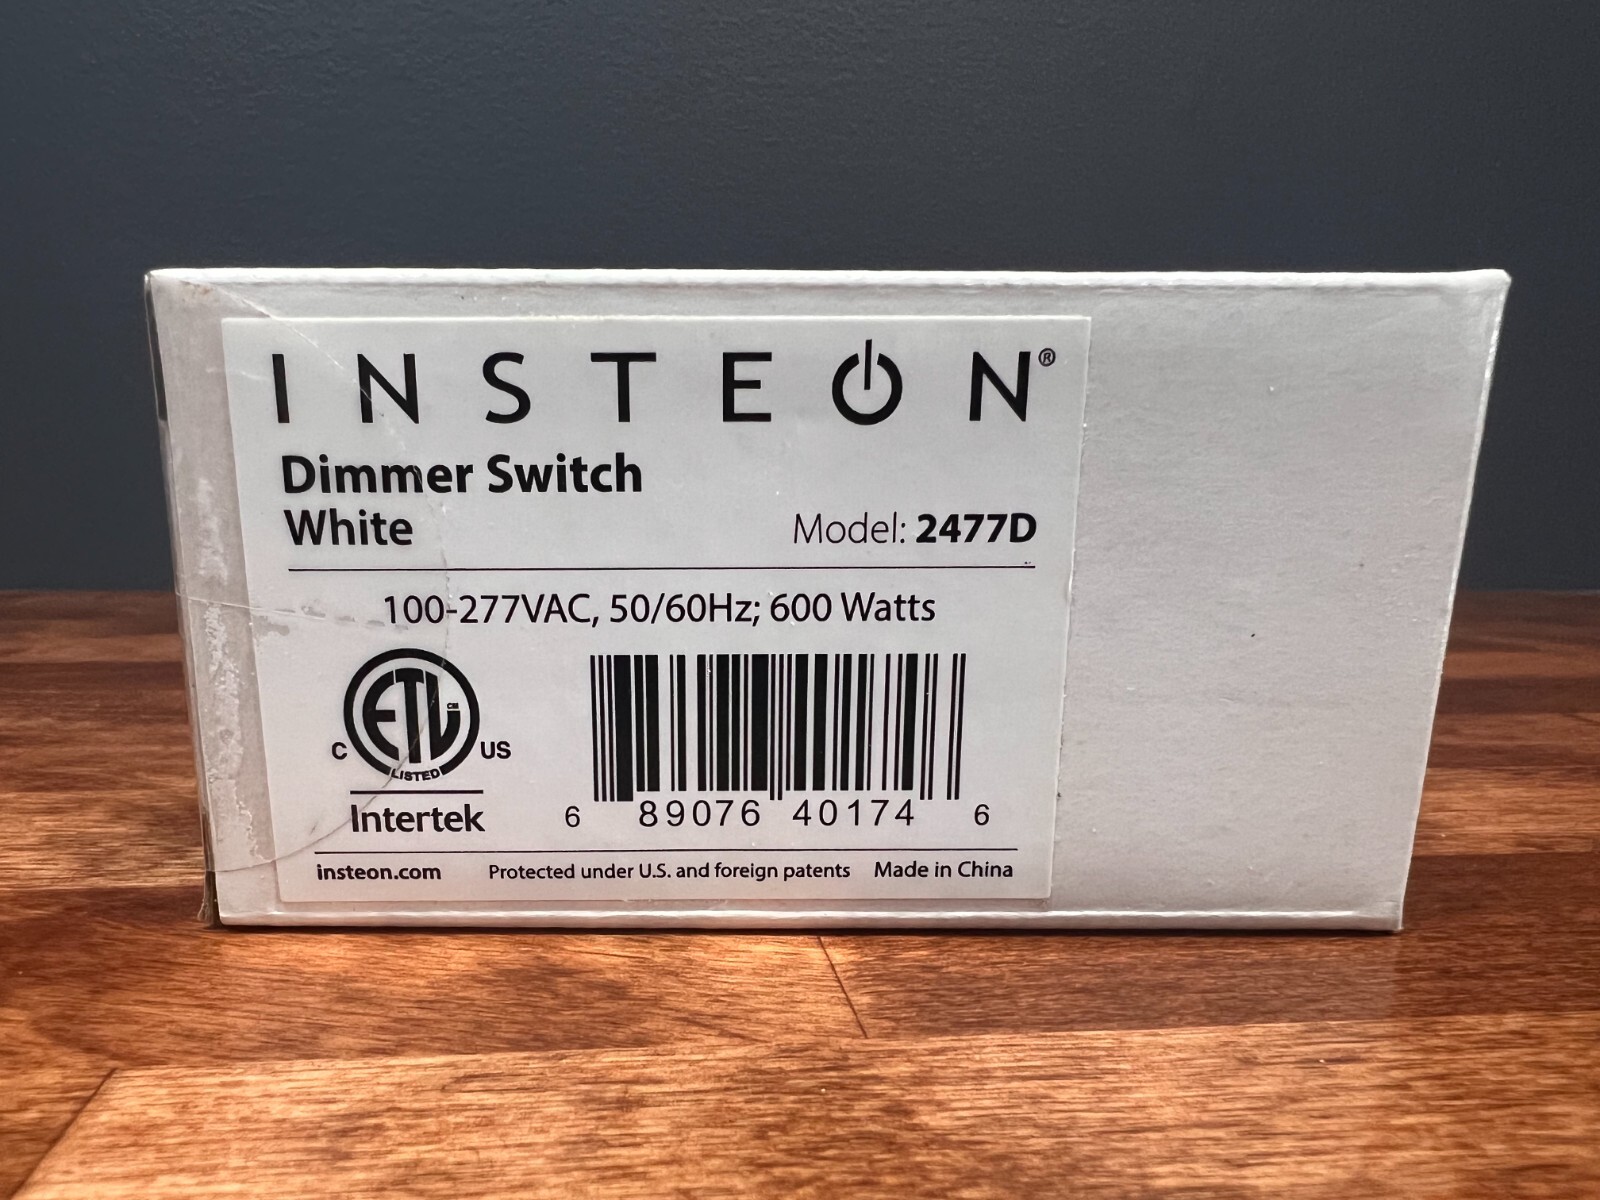 INSTEON®
Dimmer Switch
White
Model: 2477D
100-277VAC, 50/60Hz; 600 Watts
ETL CM
C US
LISTED
Intertek
6 89076 40174 6
insteon.com Protected under U.S. and foreign patents Made in China